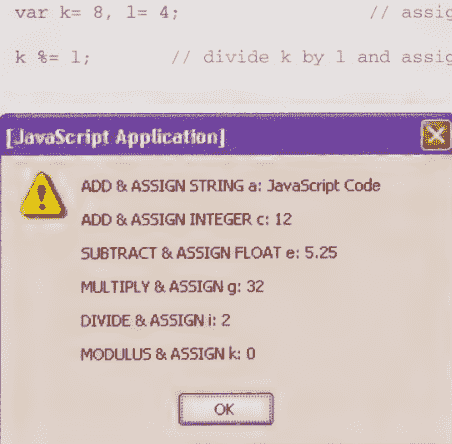 var k= 8, l= 4; // assig
k %= l; // divide k by l and assig
[JavaScript Application]
ADD & ASSIGN STRING a: JavaScript Code
ADD & ASSIGN INTEGER c: 12
SUBTRACT & ASSIGN FLOAT e: 5.25
MULTIPLY & ASSIGN g: 32
DIVIDE & ASSIGN i: 2
MODULUS & ASSIGN k: 0
OK